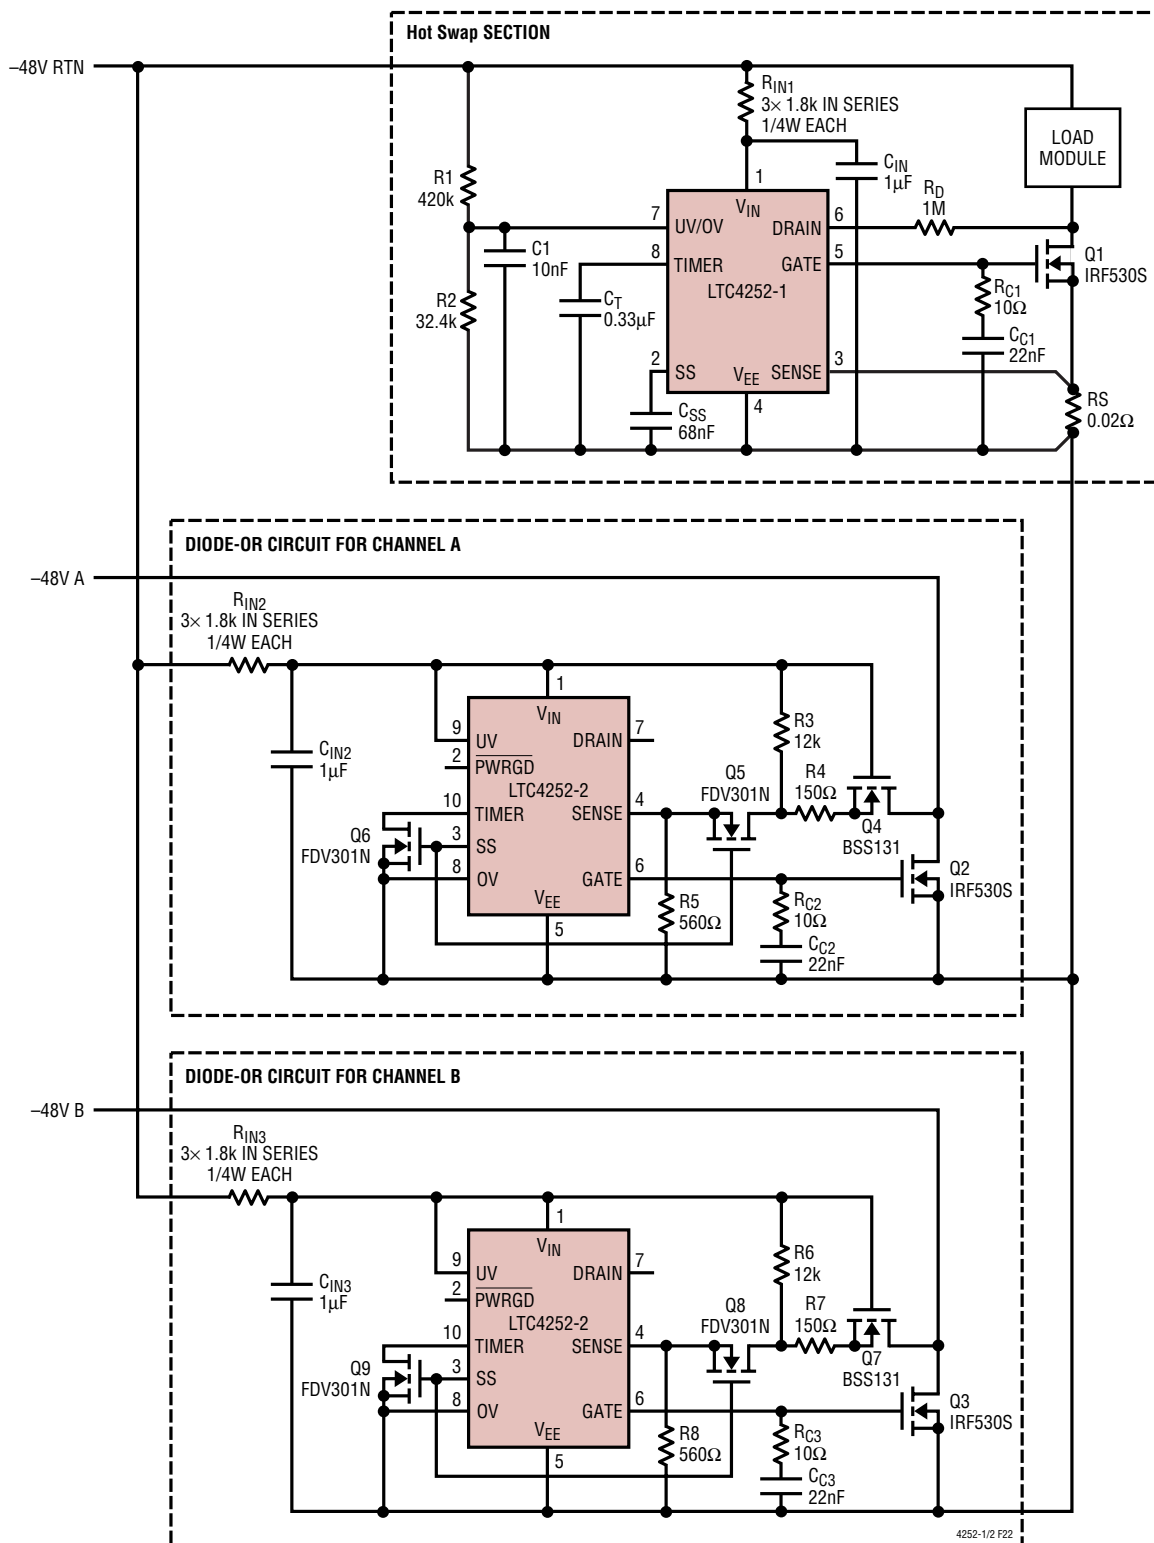 Hot Swap SECTION
–48V RTN
RIN1
3× 1.8k IN SERIES
1/4W EACH
LOAD
MODULE
CIN
1µF
R1
420k
1
RD
1M
VIN
7
UV/OV
DRAIN
6
C1
10nF
8
TIMER
GATE
5
Q1
IRF530S
LTC4252-1
RC1
10Ω
R2
32.4k
CT
0.33µF
CC1
22nF
2
SS
VEE
SENSE
3
4
RS
0.02Ω
CSS
68nF
DIODE-OR CIRCUIT FOR CHANNEL A
–48V A
RIN2
3× 1.8k IN SERIES
1/4W EACH
1
VIN
R3
12k
9
UV
DRAIN
7
CIN2
1µF
2
PWRGD
LTC4252-2
Q5
FDV301N
R4
150Ω
10
TIMER
SENSE
4
Q4
BSS131
Q6
FDV301N
3
SS
8
OV
GATE
6
Q2
IRF530S
VEE
R5
560Ω
RC2
10Ω
5
CC2
22nF
DIODE-OR CIRCUIT FOR CHANNEL B
–48V B
RIN3
3× 1.8k IN SERIES
1/4W EACH
1
VIN
R6
12k
9
UV
DRAIN
7
CIN3
1µF
2
PWRGD
LTC4252-2
Q8
FDV301N
R7
150Ω
10
TIMER
SENSE
4
Q7
BSS131
Q9
FDV301N
3
SS
8
OV
GATE
6
Q3
IRF530S
VEE
R8
560Ω
RC3
10Ω
5
CC3
22nF
4252-1/2 F22